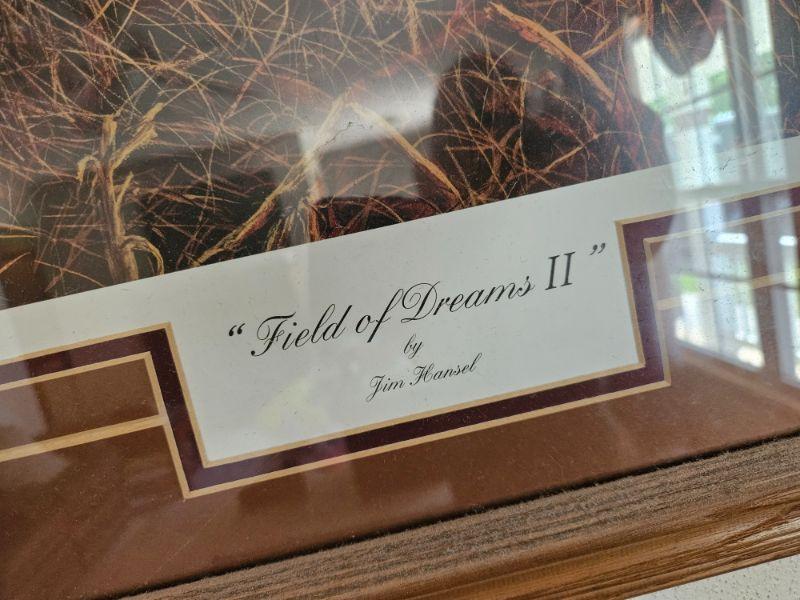 “Field of Dreams II”
by
Jim Hansel